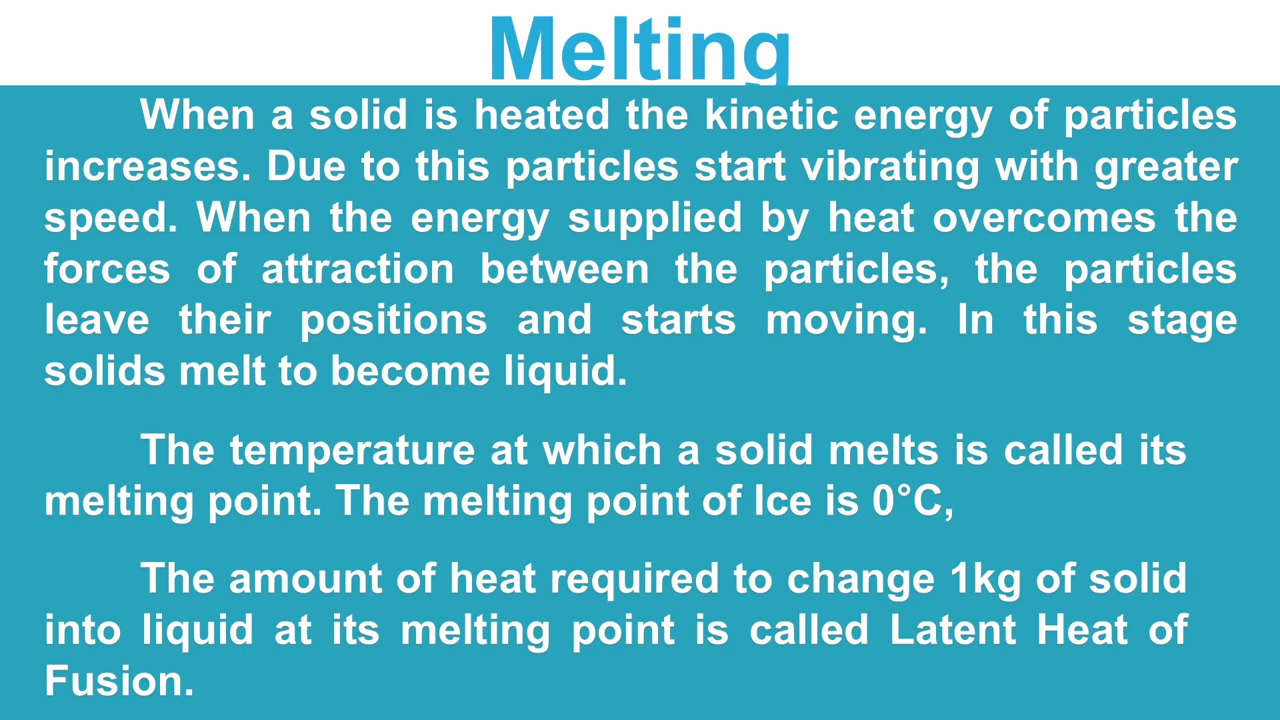 Melting
When a solid is heated the kinetic energy of particles
increases. Due to this particles start vibrating with greater
speed. When the energy supplied by heat overcomes the
forces of attraction between the particles, the particles
leave their positions and starts moving. In this stage
solids melt to become liquid.
The temperature at which a solid melts is called its
melting point. The melting point of Ice is 0°C,
The amount of heat required to change 1kg of solid
into liquid at its melting point is called Latent Heat of
Fusion.